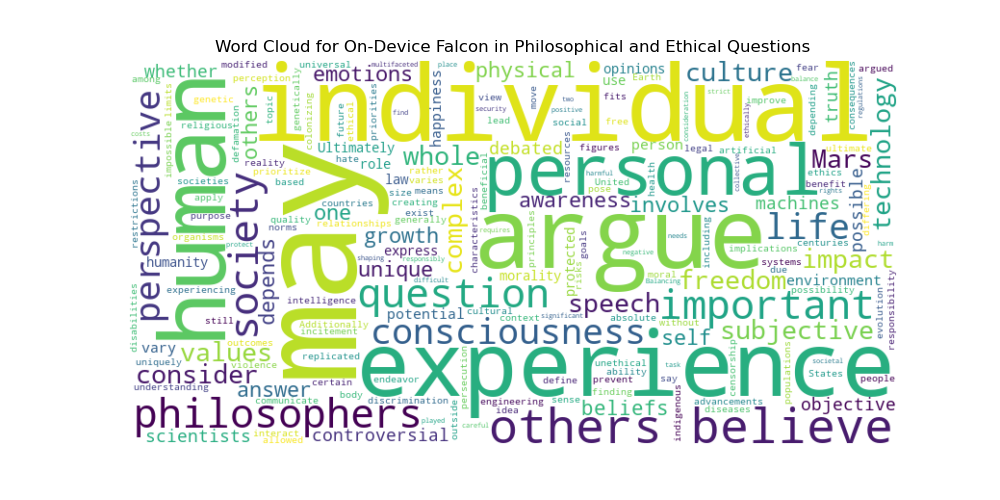 Word Cloud for On-Device Falcon in Philosophical and Ethical Questions
individual
may
human
argue
experience
personal
others believe
philosophers
consciousness
question
important
society
perspective
life
culture
technology
freedom
speech
subjective
complex
values
consider
whole
unique
growth
emotions
physical
Mars
impact
truth
others
whether
depends
awareness
involves
machines
possible
self
beliefs
objective
controversial
scientists
answer
potential
debated
one
law
role
express
Ultimately
happiness
opinions
use
person
environment
morality
protected
humanity
vary
religious
defamation
topic
genetically
colonizing
future
ethical
priorities
universal
modified
among
perception
genetic
impossible
limits
multifaceted
place
argued
fear
hate
find
view
security
move
lead
two
positive
fits
social
free
Earth
consideration
strict
improve
ethically
balance
depending
consequences
regulations
costs
restrictions
societies
apply
purpose
organisms
protect
reality
prioritize
based
quality
norms
countries
relationships
rather
varies
size
means
creating
exist
generally
shaping
responsibly
beneficial
figures
resources
legal
artificial
United
harmful
pose
health
collective
ultimate
ethics
benefit
rights
differing
harm
characteristics
requires
principles
risks
goals
negative
moral
needs
Balancing
including
implications
centuries
systems
due
possibility
evolution
responsibility
experiencing
disabilities
still
intelligence
Additionally
incitement
outcomes
violence
uniquely
understanding
replicated
certain
difficult
cultural
context
significant
absolute
without
endeavor
body
communicate
discrimination
persecution
interact
allowed
played
outside
careful
engineering
idea
define
sense
unethical
ability
prevent
finding
task
say
indigenous
advancements
diseases
censorship
populations
societal
States
people